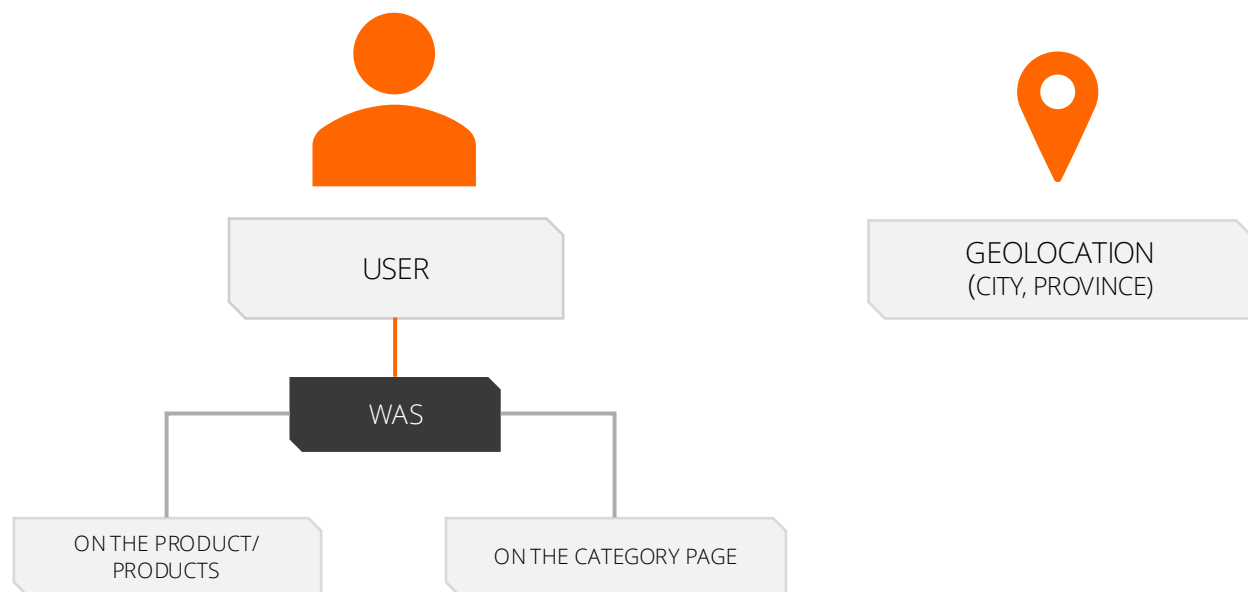 USER
GEOLOCATION
(CITY, PROVINCE)
WAS
ON THE PRODUCT/
PRODUCTS
ON THE CATEGORY PAGE